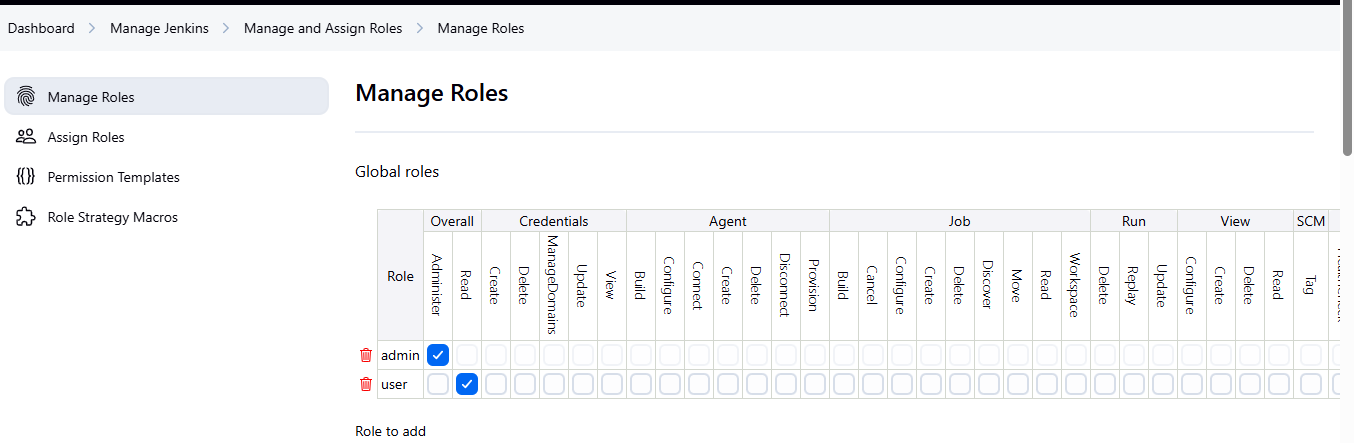 Dashboard > Manage Jenkins > Manage and Assign Roles > Manage Roles
Manage Roles
Assign Roles
Permission Templates
Role Strategy Macros
Manage Roles
Global roles
Role Overall Credentials Agent Job Run View SCM
Administer Read Create Delete ManageDomains Update View Build Configure Connect Create Delete Disconnect Provision Build Cancel Configure Create Delete Discover Move Read Workspace Delete Replay Update Configure Create Delete Read Tag
admin
user
Role to add